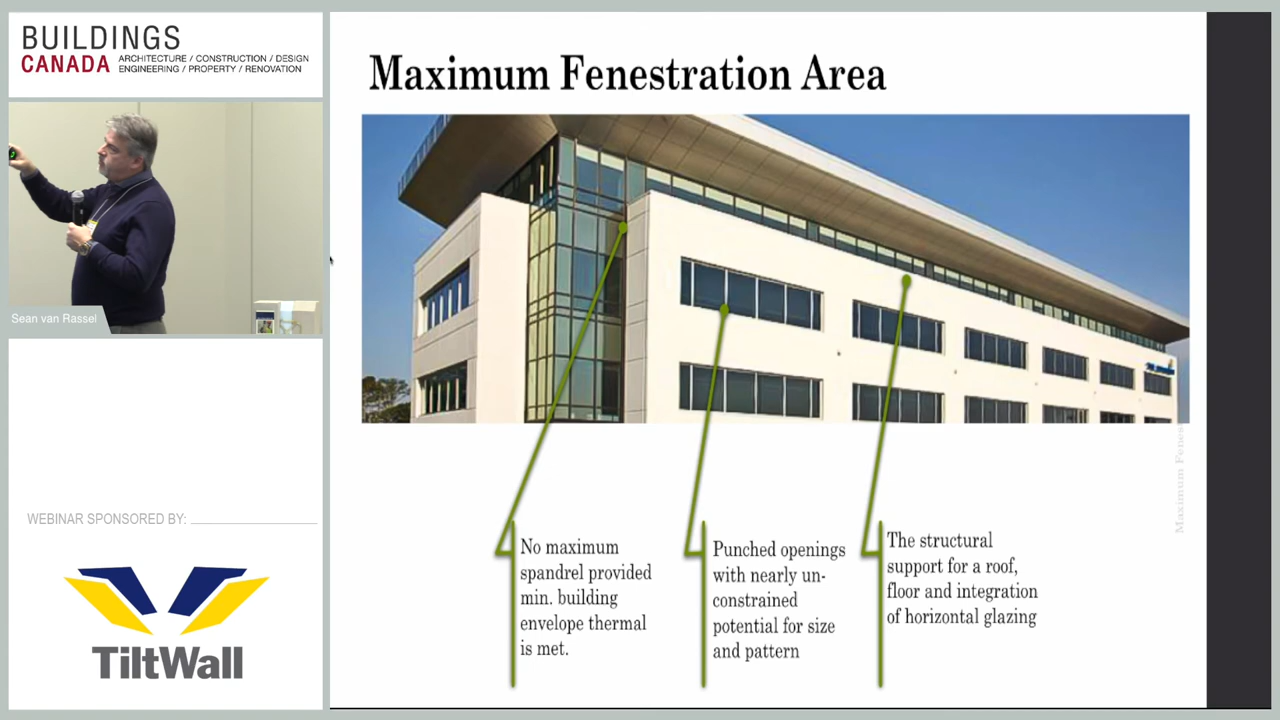 BUILDINGS
CANADA
ARCHITECTURE / CONSTRUCTION / DESIGN
ENGINEERING / PROPERTY / RENOVATION
Sean van Rassel
WEBINAR SPONSORED BY:
TiltWall
Maximum Fenestration Area
No maximum
spandrel provided
min. building
envelope thermal
is met.
Punched openings
with nearly un-
constrained
potential for size
and pattern
The structural
support for a roof,
floor and integration
of horizontal glazing
Maximum Fenes